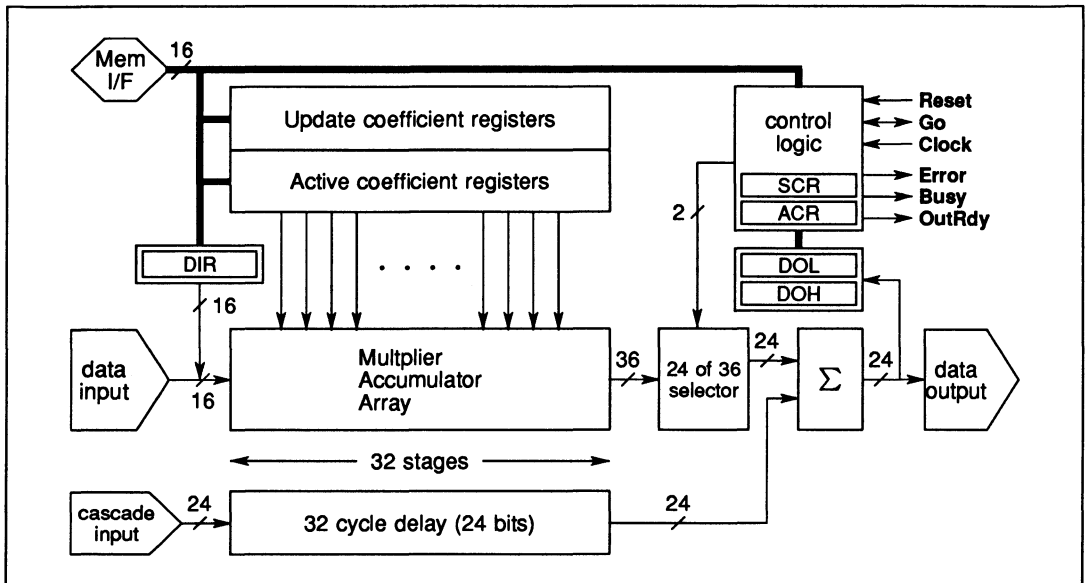 Mem
I/F
16
Update coefficient registers
Active coefficient registers
control
logic
SCR
ACR
Reset
Go
Clock
Error
Busy
OutRdy
2
DIR
16
. . . .
DOL
DOH
data
input
16
Multplier
Accumulator
Array
36
24 of 36
selector
24
Σ
24
data
output
32 stages
cascade
input
24
32 cycle delay (24 bits)
24